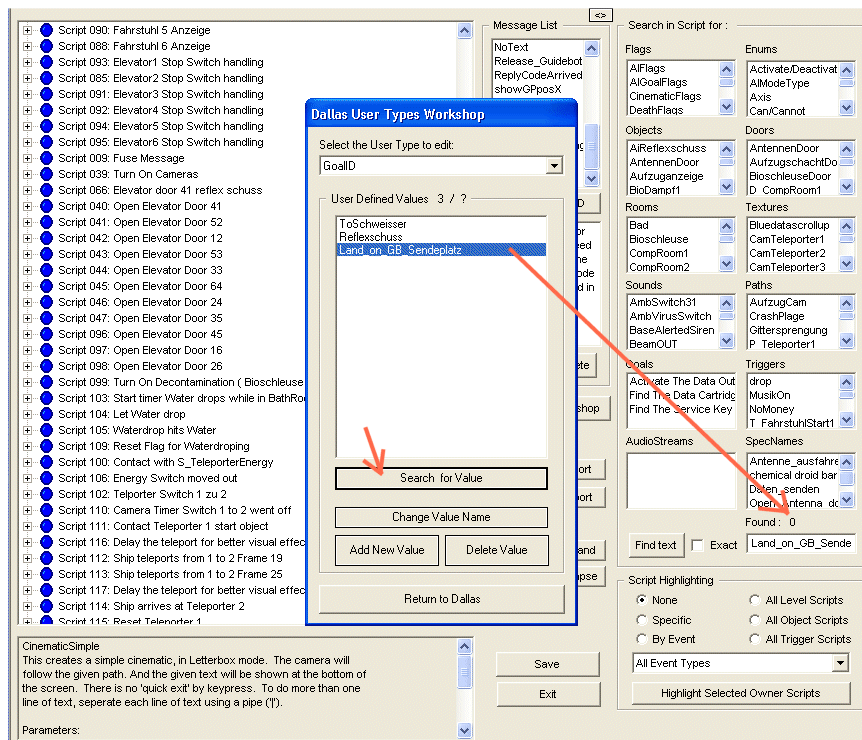 Script 090: Fahrstuhl 5 Anzeige
Script 088: Fahrstuhl 6 Anzeige
Script 093: Elevator1 Stop Switch handling
Script 085: Elevator2 Stop Switch handling
Script 091: Elevator3 Stop Switch handling
Script 092: Elevator4 Stop Switch handling
Script 094: Elevator5 Stop Switch handling
Script 095: Elevator6 Stop Switch handling
Script 009: Fuse Message
Script 039: Turn On Cameras
Script 066: Elevator door 41 reflex schuss
Script 040: Open Elevator Door 41
Script 041: Open Elevator Door 52
Script 042: Open Elevator Door 12
Script 043: Open Elevator Door 53
Script 044: Open Elevator Door 33
Script 045: Open Elevator Door 64
Script 046: Open Elevator Door 24
Script 047: Open Elevator Door 35
Script 096: Open Elevator Door 45
Script 097: Open Elevator Door 16
Script 098: Open Elevator Door 26
Script 099: Turn On Decontamination ( Bioschleuse
Script 103: Start timer Water drops while in BathRo
Script 104: Let Water drop
Script 105: Waterdrop hits Water
Script 109: Reset Flag for Waterdroping
Script 100: Contact with S_TeleporterEnergy
Script 106: Energy Switch moved out
Script 102: Telporter Switch 1 zu 2
Script 110: Camera Timer Switch 1 to 2 went off
Script 111: Contact Teleporter 1 start object
Script 116: Delay the teleport for better visual effec
Script 112: Ship teleports from 1 to 2 Frame 19
Script 113: Ship teleports from 1 to 2 Frame 25
Script 117: Delay the teleport for better visual effec
Script 114: Ship arrives at Teleporter 2
Script 115: Reset Teleporter 1
CinematicSimple
This creates a simple cinematic, in Letterbox mode. The camera will
follow the given path. And the given text will be shown at the bottom of
the screen. There is no 'quick exit' by keypress. To do more than one
line of text, seperate each line of text using a pipe ('|').
Parameters:
<>
Message List
NoText
Release_Guidebot
ReplyCodeArrived
showGPposX
Dallas User Types Workshop
Select the User Type to edit:
GoalID
User Defined Values 3 / ?
ToSchweisser
Reflexschuss
Land_on_GB_Sendeplatz
Search for Value
Change Value Name
Add New Value
Delete Value
Return to Dallas
D
or
eed
he
ode
d in
ete
shop
ort
ort
and
apse
Save
Exit
Search in Script for :
Flags
AIFlags
AIGoalFlags
CinematicFlags
DeathFlags
Enums
Activate/Deactivat
AIModeType
Axis
Can/Cannot
Objects
AiReflexschuss
AntennenDoor
Aufzuganzeige
BioDampf1
Doors
AntennenDoor
AufzugschachtDo
BioschleuseDoor
D_CompRoom1
Rooms
Bad
Bioschleuse
CompRoom1
CompRoom2
Textures
Bluedatascrollup
CamTeleporter1
CamTeleporter2
CamTeleporter3
Sounds
AmbSwitch31
AmbVirusSwitch
BaseAlertedSiren
BeamOUT
Paths
AufzugCam
CrashPlage
Gittersprengung
P_Teleporter1
Goals
Activate The Data Out
Find The Data Cartridg
Find The Service Key
Triggers
drop
MusikOn
NoMoney
T_FahrstuhlStart1
AudioStreams
SpecNames
Antenne_ausfahre
chemical droid bar
Daten_senden
Open_Antenna_do
Found : 0
Find text
Exact
Land_on_GB_Sende
Script Highlighting
None
All Level Scripts
Specific
All Object Scripts
By Event
All Trigger Scripts
All Event Types
Highlight Selected Owner Scripts